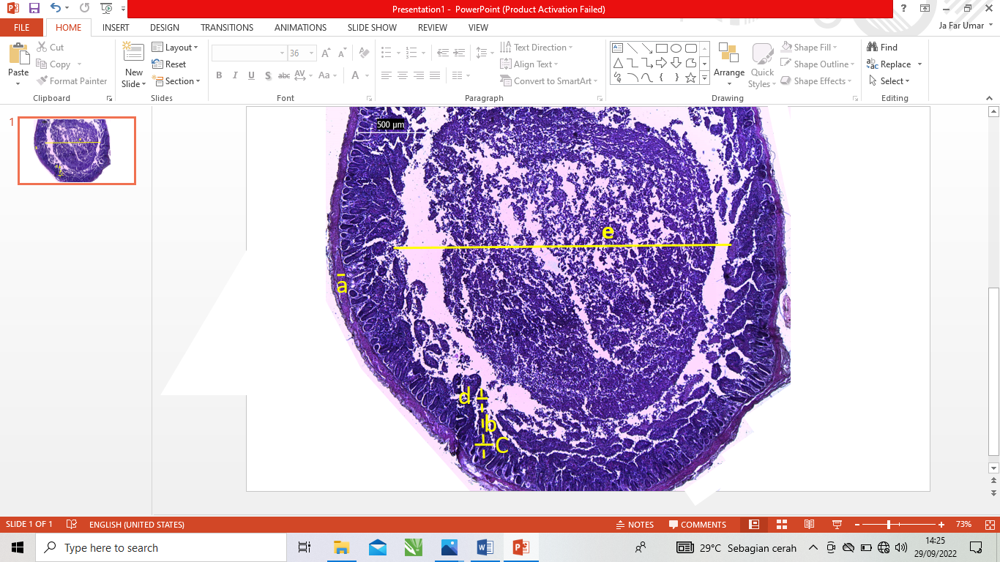 Presentation1 - PowerPoint (Product Activation Failed)
FILE HOME INSERT DESIGN TRANSITIONS ANIMATIONS SLIDE SHOW REVIEW VIEW
Ja Far Umar
Paste
Cut
Copy
Format Painter
Clipboard
New
Slide
Layout
Reset
Section
Slides
36
B I U S abc AV Aa A
Font
Text Direction
Align Text
Convert to SmartArt
Paragraph
Arrange
Quick
Styles
Shape Fill
Shape Outline
Shape Effects
Drawing
Find
Replace
Select
Editing
1
500 µm
e
a
d
b
C
SLIDE 1 OF 1 ENGLISH (UNITED STATES) NOTES COMMENTS 73%
Type here to search
29°C Sebagian cerah
14:25
29/09/2022